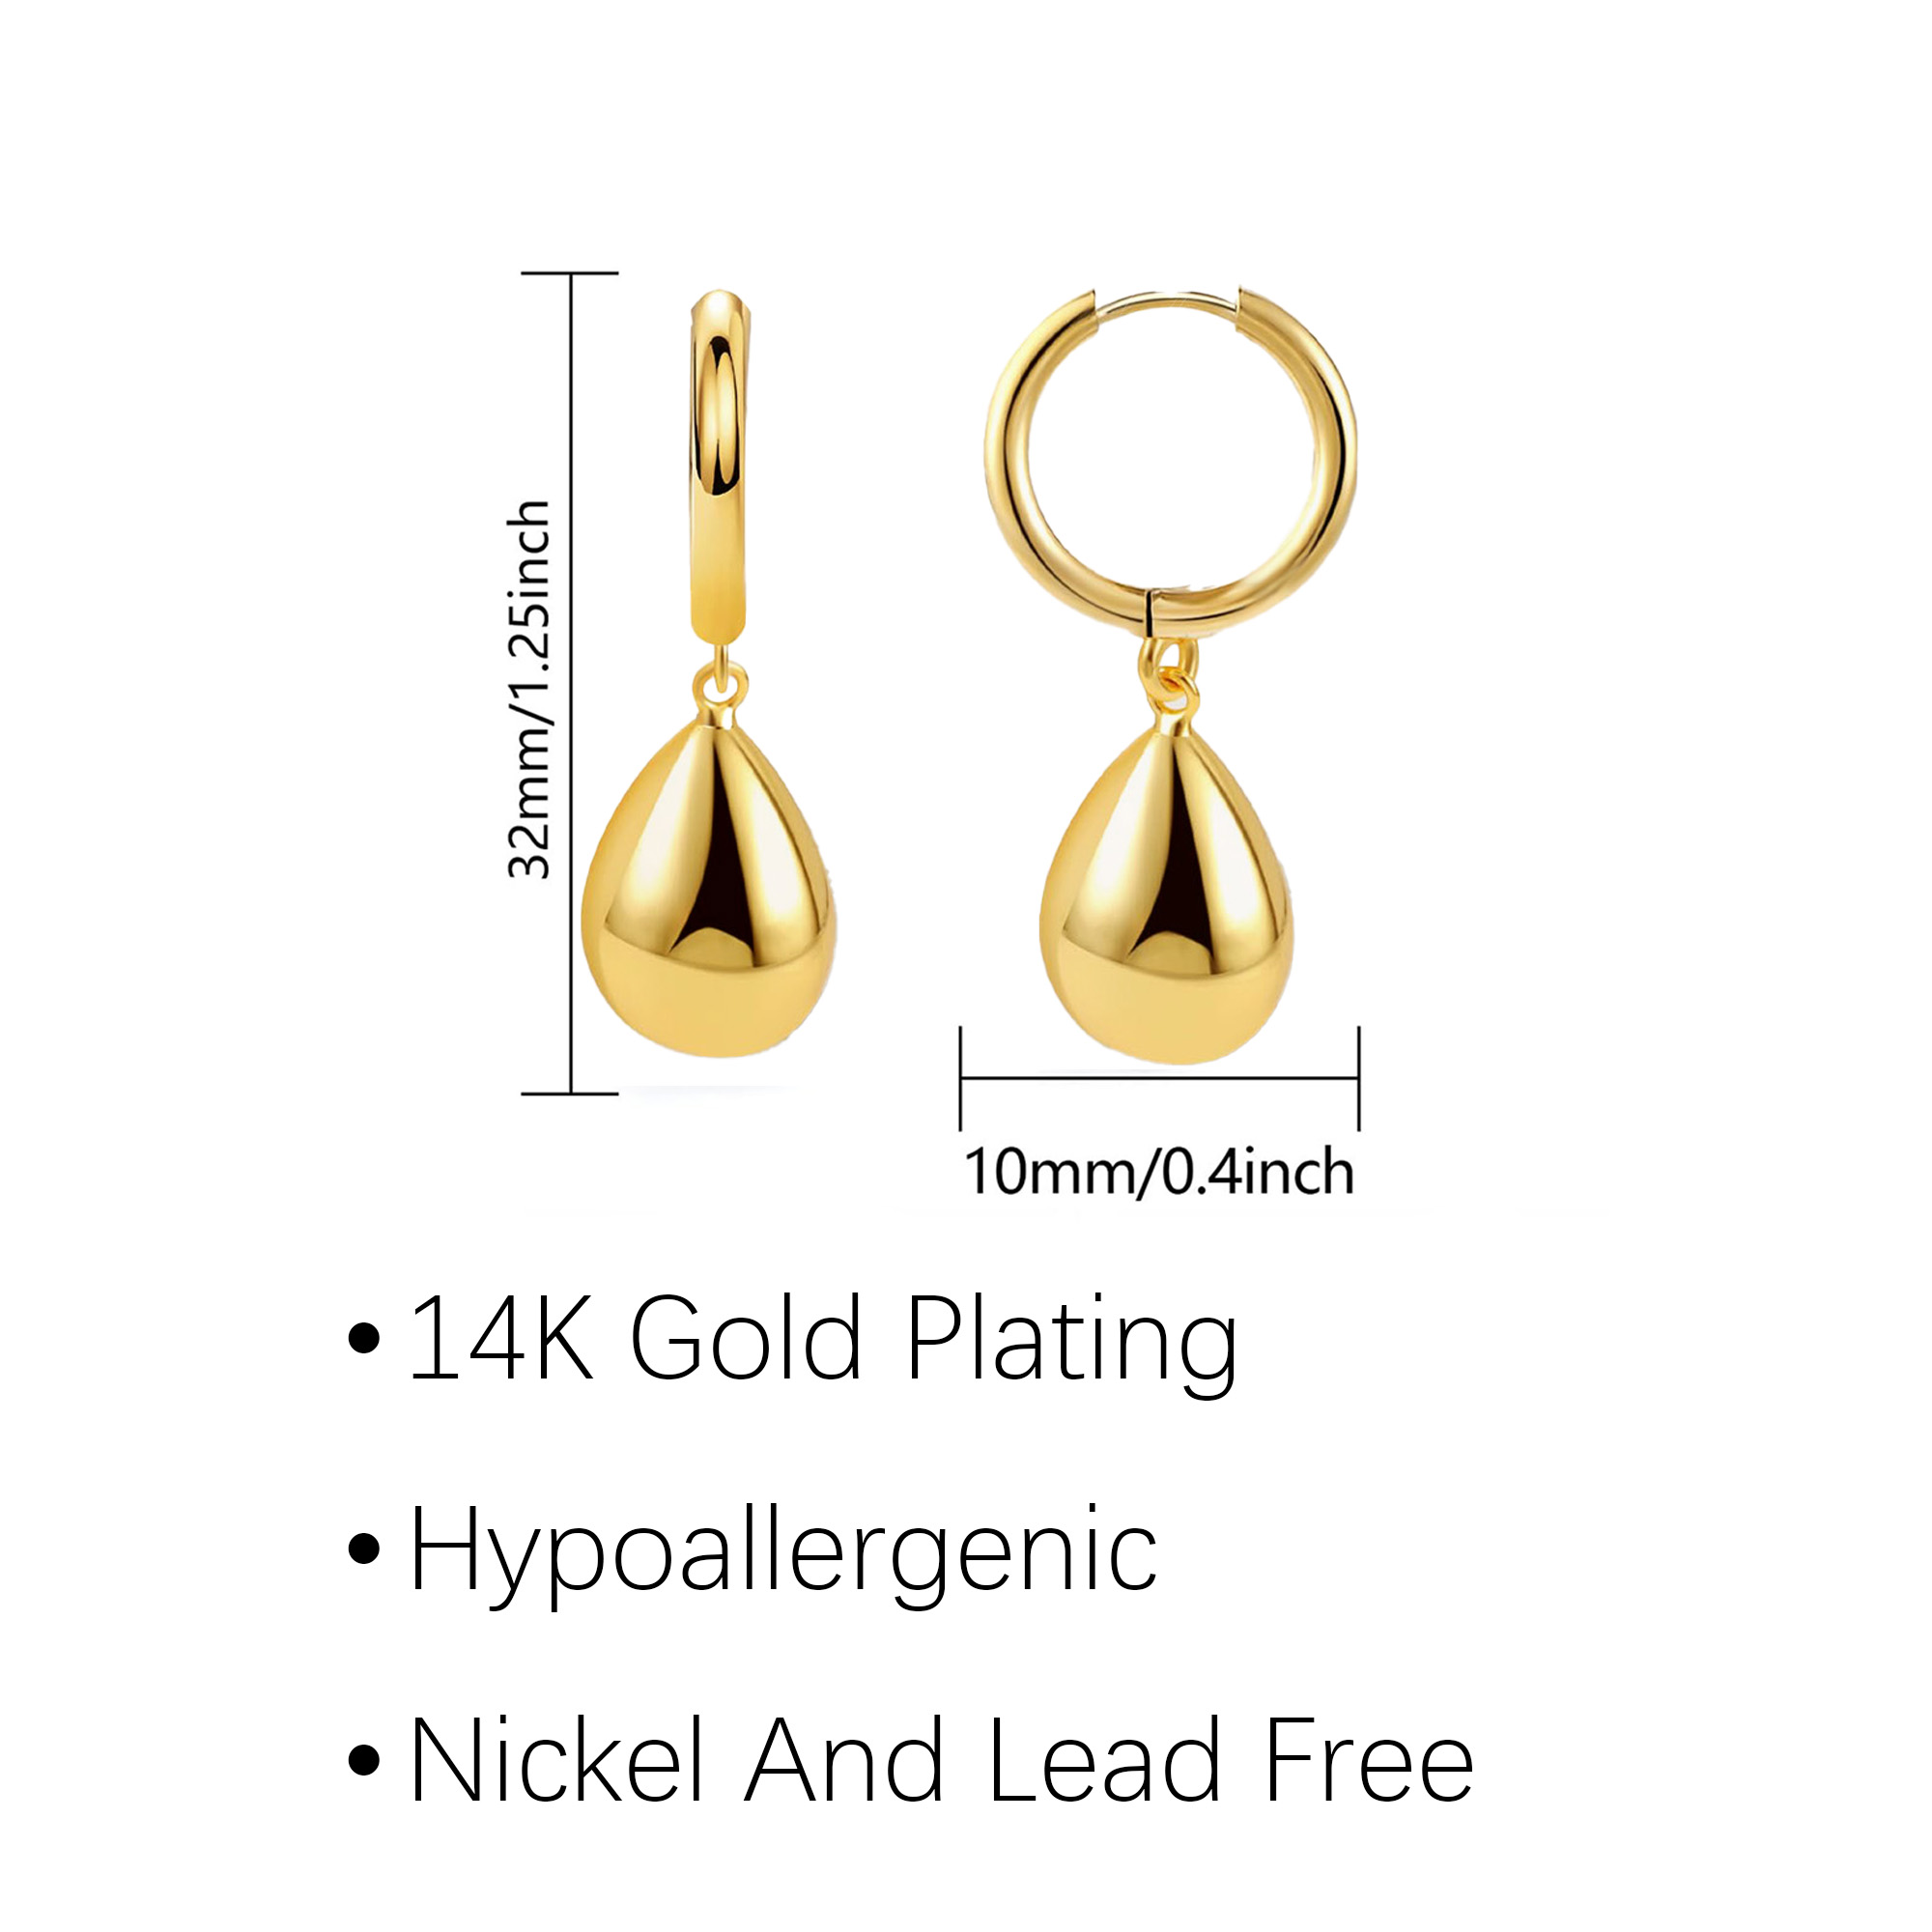 32mm/1.25inch
10mm/0.4inch
• 14K Gold Plating
• Hypoallergenic
• Nickel And Lead Free